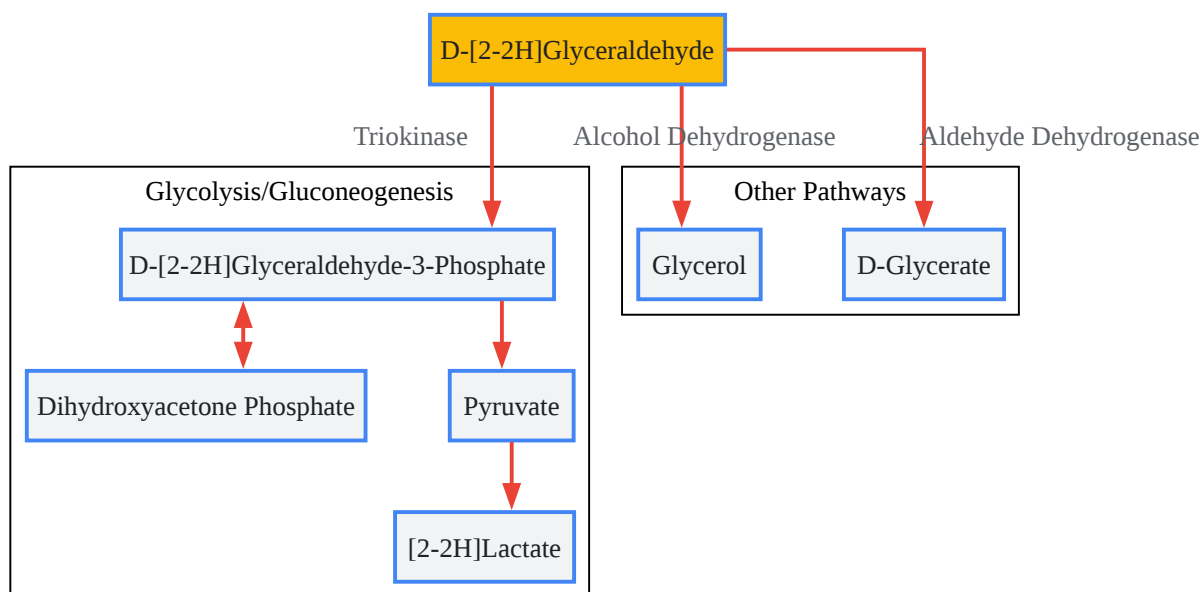 D-[2-2H]Glyceraldehyde
Triokinase
Alcohol Dehydrogenase
Aldehyde Dehydrogenase
Glycolysis/Gluconeogenesis
Other Pathways
D-[2-2H]Glyceraldehyde-3-Phosphate
Glycerol
D-Glycerate
Dihydroxyacetone Phosphate
Pyruvate
[2-2H]Lactate